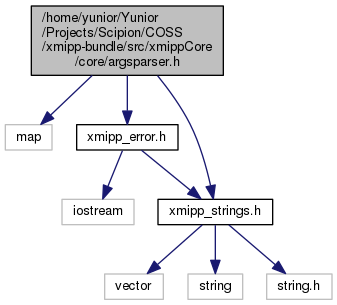 /home/yunior/Yunior
/Projects/Scipion/COSS
/xmipp-bundle/src/xmippCore
/core/argsparser.h
map
xmipp_error.h
iostream
xmipp_strings.h
vector
string
string.h